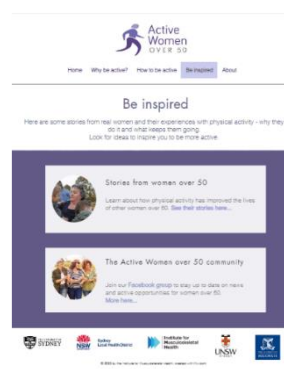 Active
Women
OVER 50
Home Why be active? How to be active Be inspired About
Be inspired
Here are some stories from real women and their experiences with physical activity - why they
do it and what keeps them going.
Look for ideas to inspire you to be more active.
Stories from women over 50
Learn about how physical activity has improved the lives
of other women over 50. See their stories here...
The Active Women over 50 community
Join our Facebook group to stay up to date on news
and active opportunities for women over 50.
More here...
SYDNEY
NSW
Sydney
Local Health District
Institute for
Musculoskeletal
Health
UNSW